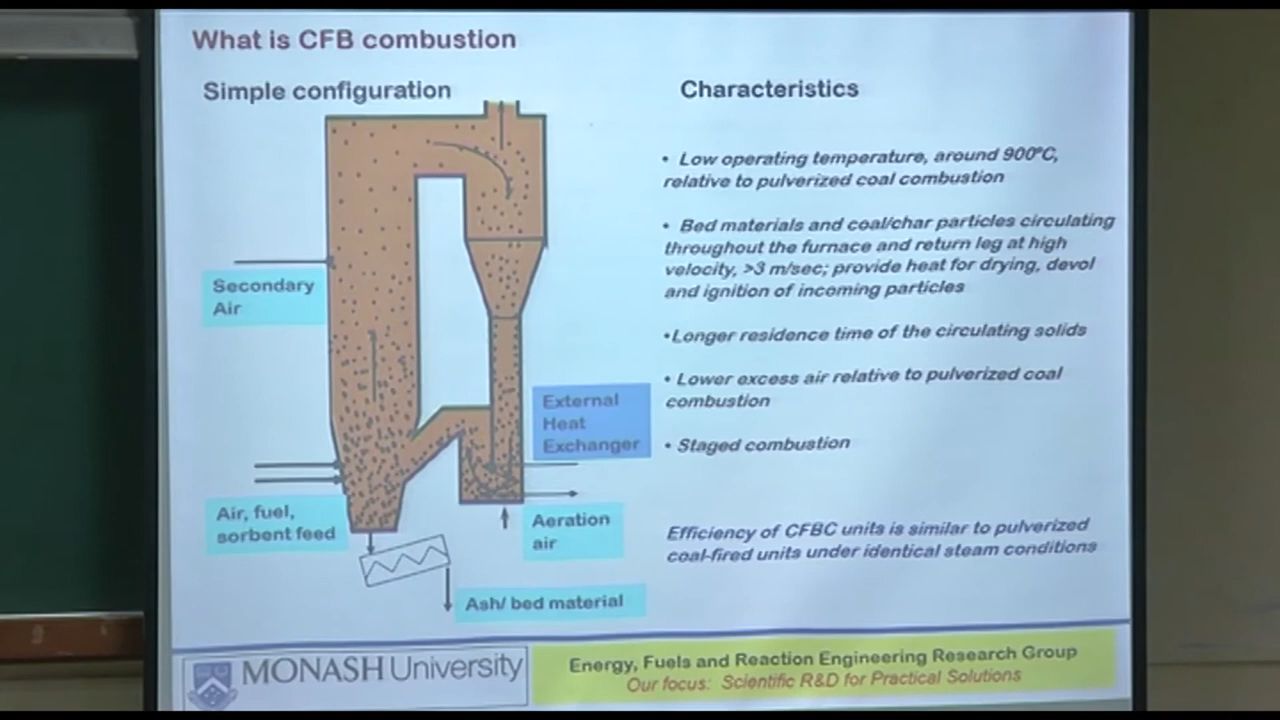 What is CFB combustion
Simple configuration
Secondary
Air
Air, fuel,
sorbent feed
External
Heat
Exchanger
Aeration
air
Ash/ bed material
Characteristics
• Low operating temperature, around 900ºC,
relative to pulverized coal combustion
• Bed materials and coal/char particles circulating
throughout the furnace and return leg at high
velocity, >3 m/sec; provide heat for drying, devol
and ignition of incoming particles
•Longer residence time of the circulating solids
• Lower excess air relative to pulverized coal
combustion
• Staged combustion
Efficiency of CFBC units is similar to pulverized
coal-fired units under identical steam conditions
MONASH University
Energy, Fuels and Reaction Engineering Research Group
Our focus: Scientific R&D for Practical Solutions